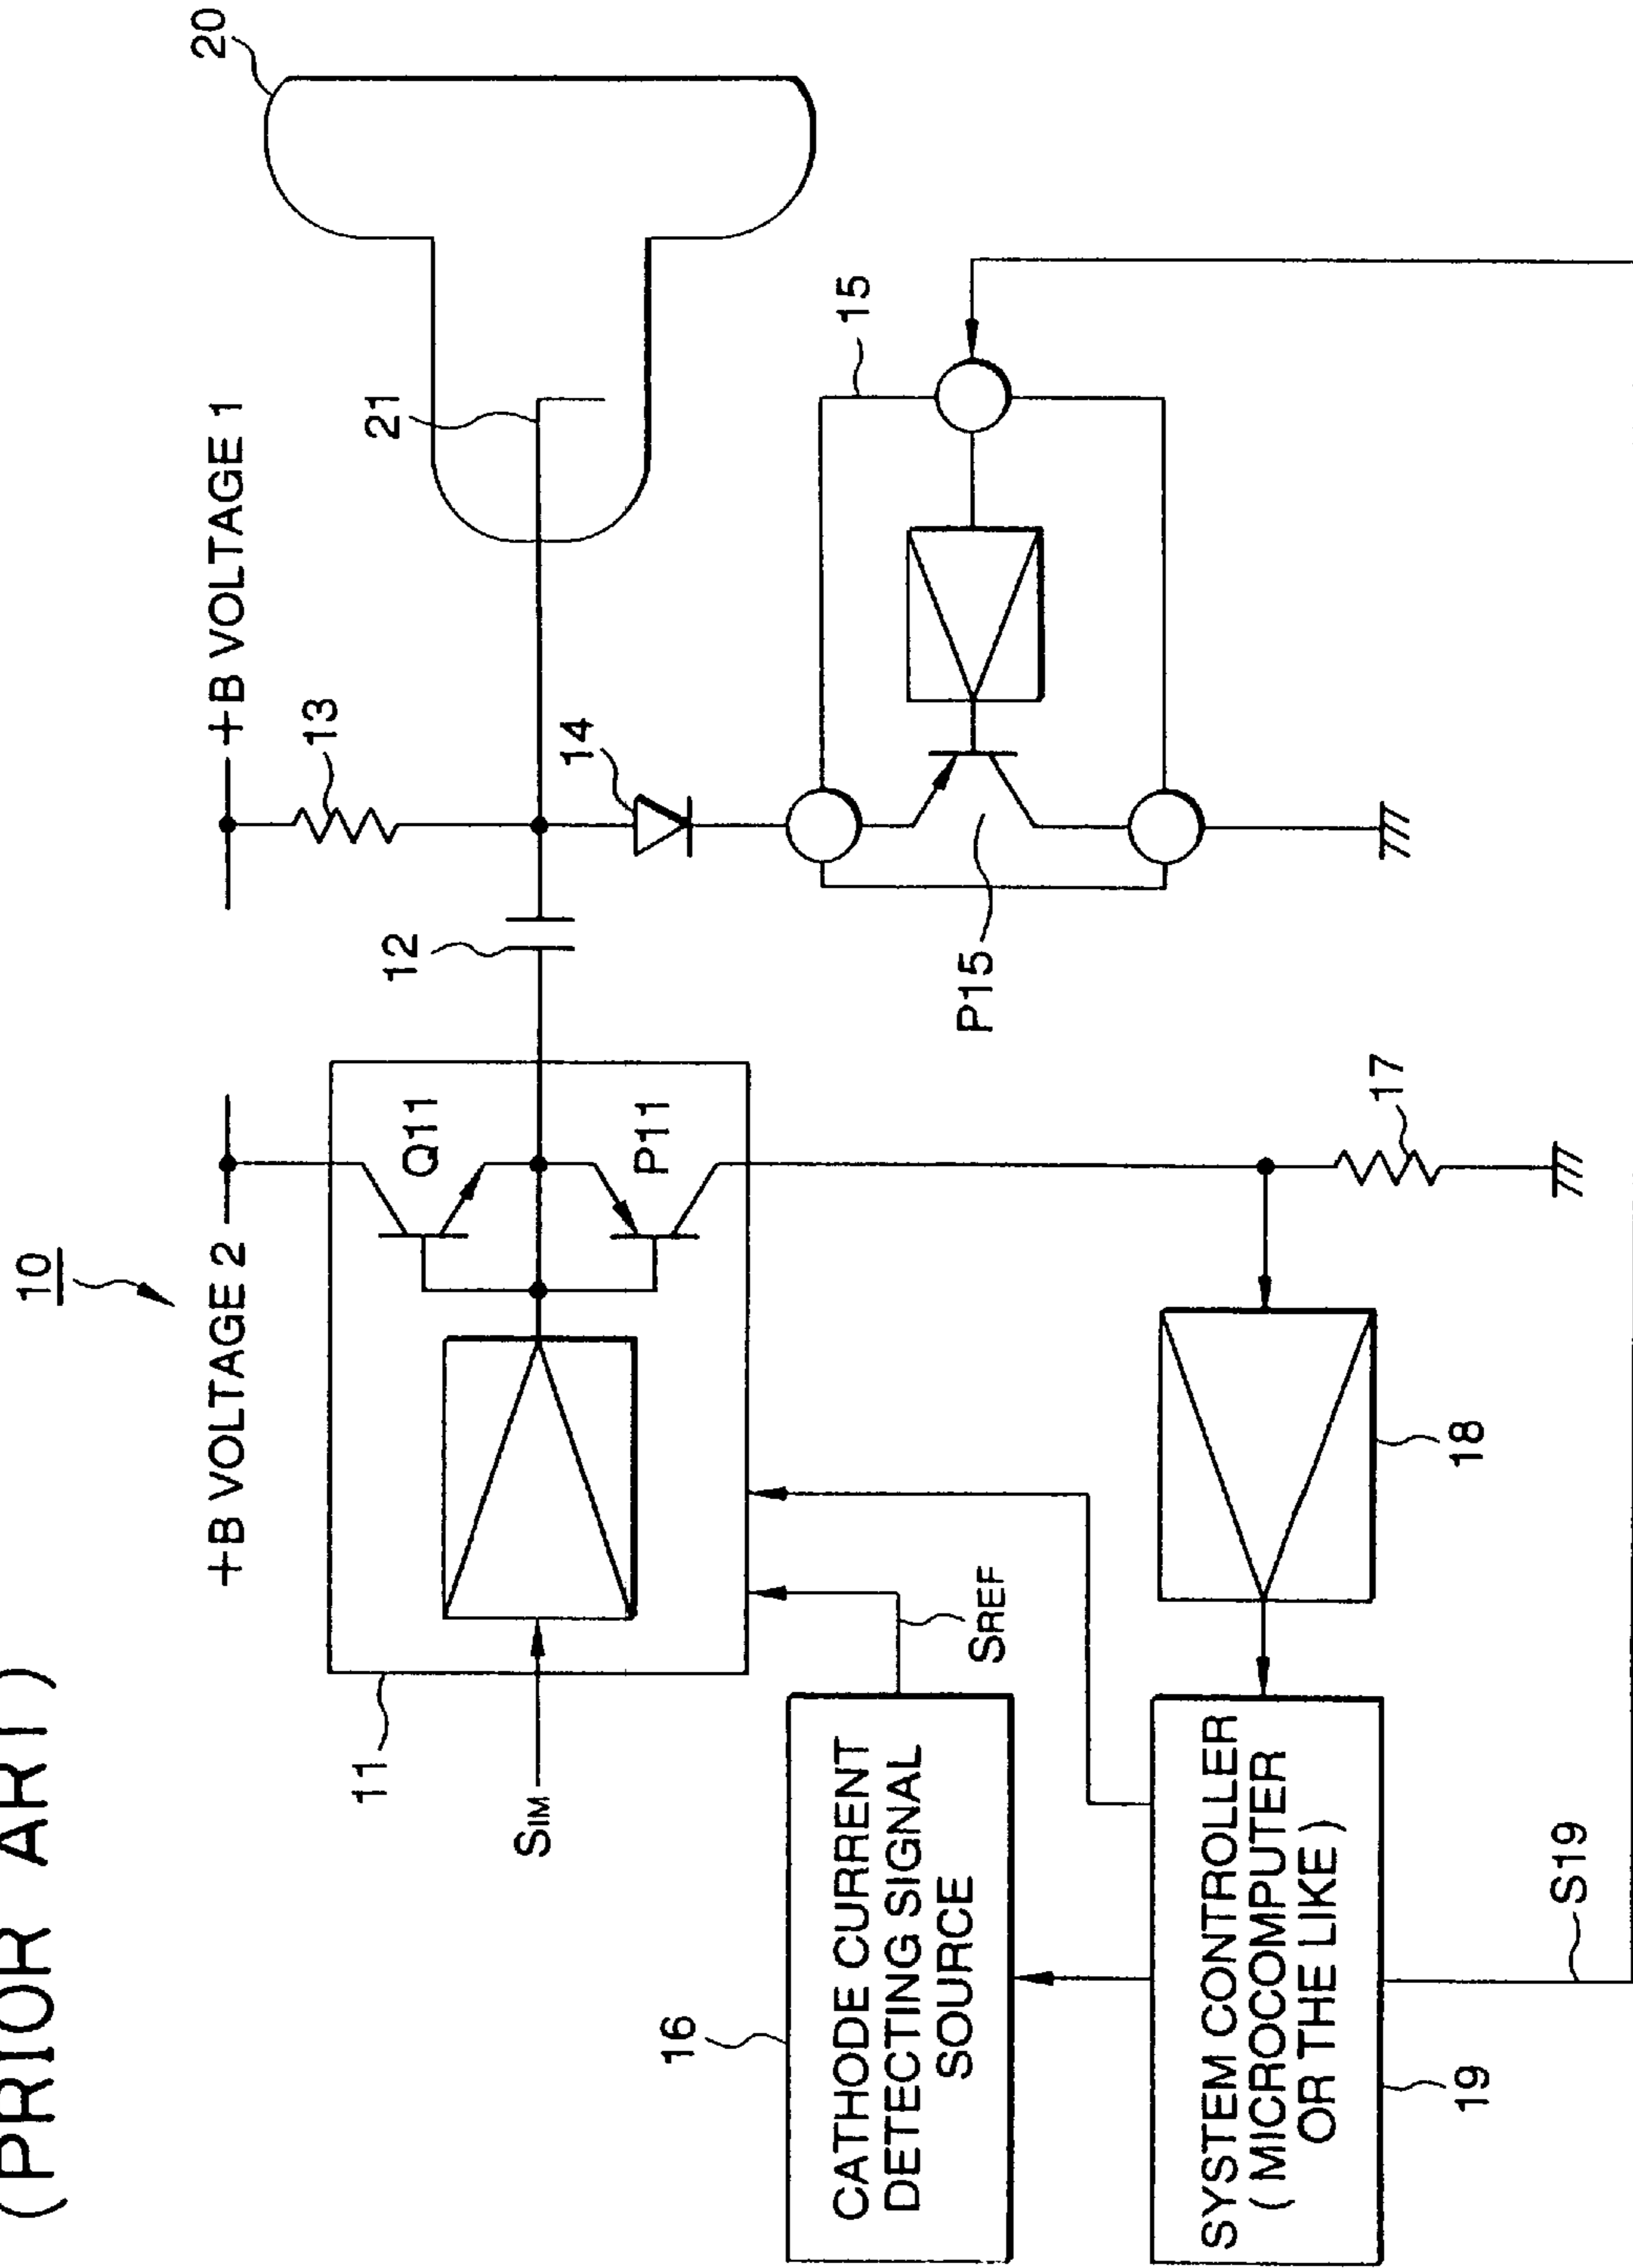 (PRIOR ART)
10
+B VOLTAGE 2
+B VOLTAGE 1
20
13
21
12
14
15
Q11
P11
11
SIM
P15
16
CATHODE CURRENT
DETECTING SIGNAL
SOURCE
SREF
17
18
SYSTEM CONTROLLER
( MICROCOMPUTER
OR THE LIKE )
19
S19